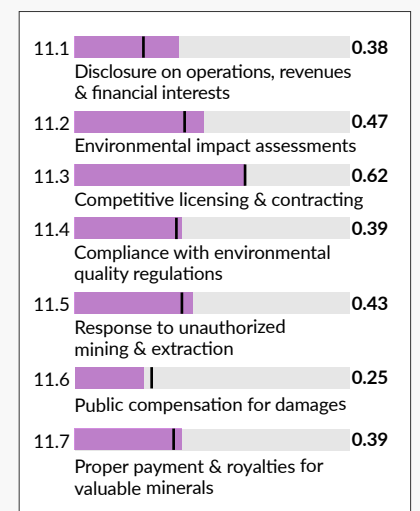 11.1 0.38
Disclosure on operations, revenues
& financial interests
11.2 0.47
Environmental impact assessments
11.3 0.62
Competitive licensing & contracting
11.4 0.39
Compliance with environmental
quality regulations
11.5 0.43
Response to unauthorized
mining & extraction
11.6 0.25
Public compensation for damages
11.7 0.39
Proper payment & royalties for
valuable minerals